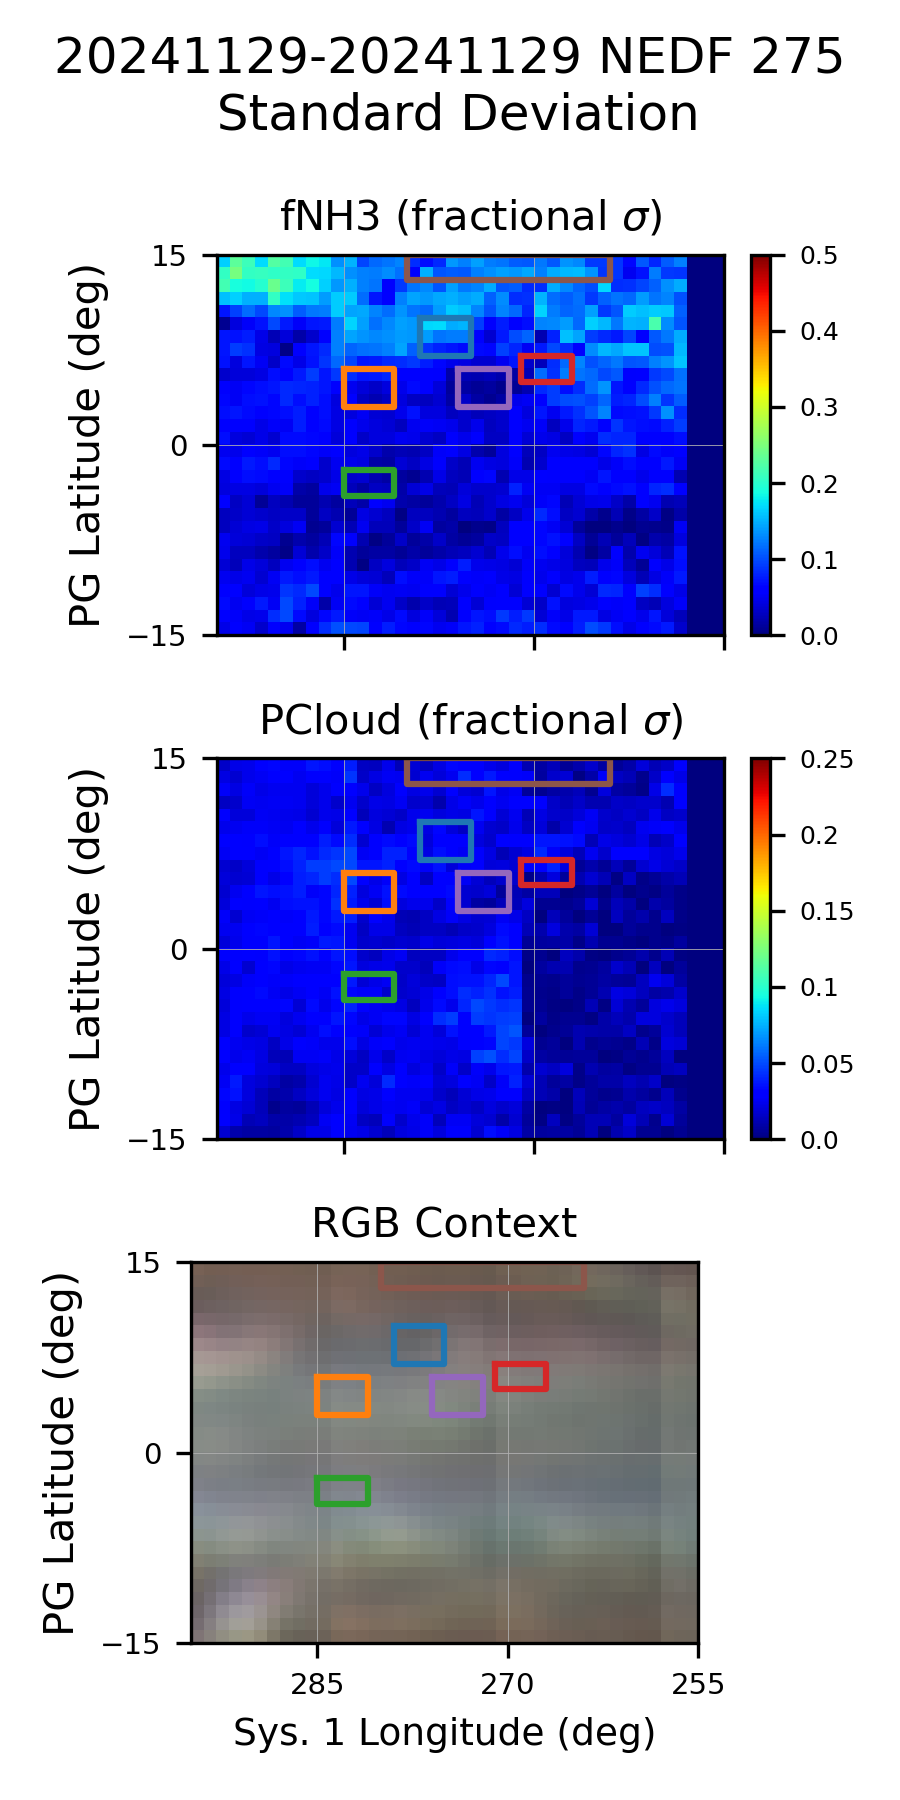 20241129-20241129 NEDF 275
Standard Deviation
fNH3 (fractional σ)
15
0
−15
PG Latitude (deg)
0.5
0.4
0.3
0.2
0.1
0.0
PCloud (fractional σ)
15
0
−15
PG Latitude (deg)
0.25
0.2
0.15
0.1
0.05
0.0
RGB Context
15
0
−15
PG Latitude (deg)
285 270 255
Sys. 1 Longitude (deg)